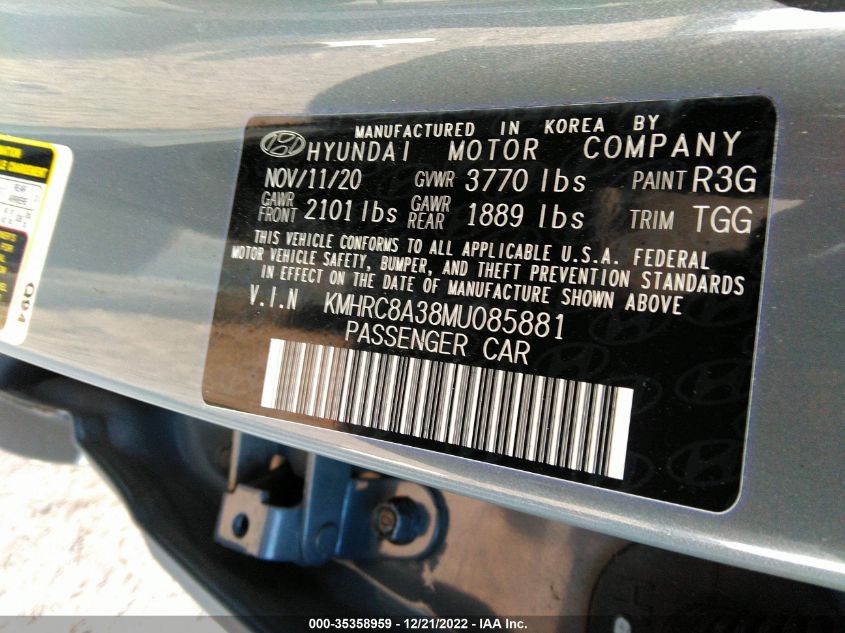 MANUFACTURED IN KOREA BY
HYUNDAI MOTOR COMPANY
NOV/11/20 GVWR 3770 lbs PAINT R3G
GAWR FRONT 2101 lbs GAWR REAR 1889 lbs TRIM TGG
THIS VEHICLE CONFORMS TO ALL APPLICABLE U.S.A. FEDERAL
MOTOR VEHICLE SAFETY, BUMPER, AND THEFT PREVENTION STANDARDS
IN EFFECT ON THE DATE OF MANUFACTURE SHOWN ABOVE
V.I.N KMHRC8A38MU085881
PASSENGER CAR
REAR
ARRIÈRE
Q94
000-35358959 - 12/21/2022 - IAA Inc.